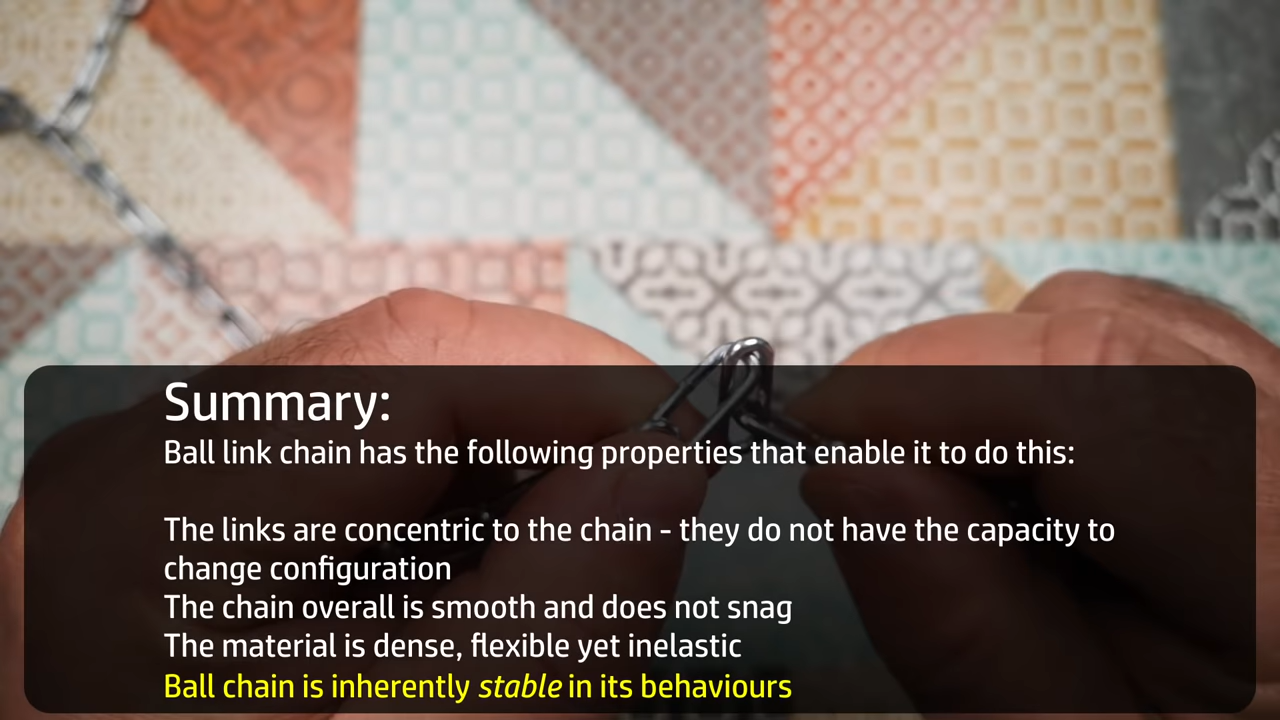 Summary:
Ball link chain has the following properties that enable it to do this:
The links are concentric to the chain - they do not have the capacity to
change configuration
The chain overall is smooth and does not snag
The material is dense, flexible yet inelastic
Ball chain is inherently stable in its behaviours